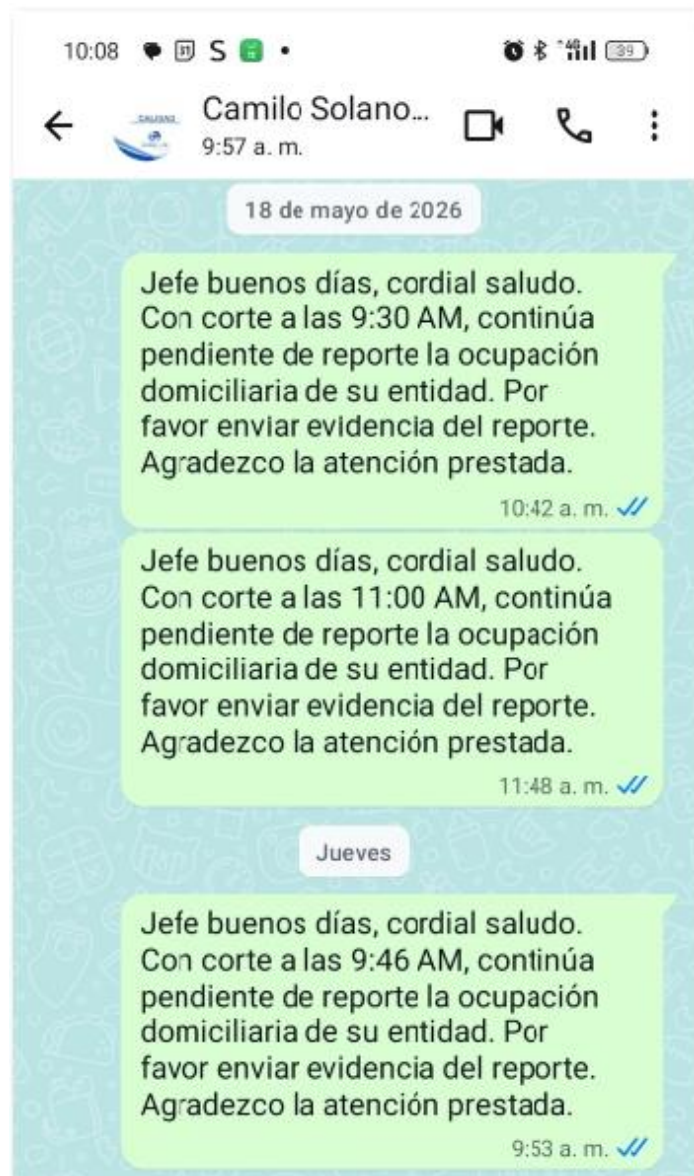 10:08 31 S 4G 39
Camilo Solano...
9:57 a. m.
18 de mayo de 2026
Jefe buenos días, cordial saludo.
Con corte a las 9:30 AM, continúa
pendiente de reporte la ocupación
domiciliaria de su entidad. Por
favor enviar evidencia del reporte.
Agradezco la atención prestada.
10:42 a. m.
Jefe buenos días, cordial saludo.
Con corte a las 11:00 AM, continúa
pendiente de reporte la ocupación
domiciliaria de su entidad. Por
favor enviar evidencia del reporte.
Agradezco la atención prestada.
11:48 a. m.
Jueves
Jefe buenos días, cordial saludo.
Con corte a las 9:46 AM, continúa
pendiente de reporte la ocupación
domiciliaria de su entidad. Por
favor enviar evidencia del reporte.
Agradezco la atención prestada.
9:53 a. m.